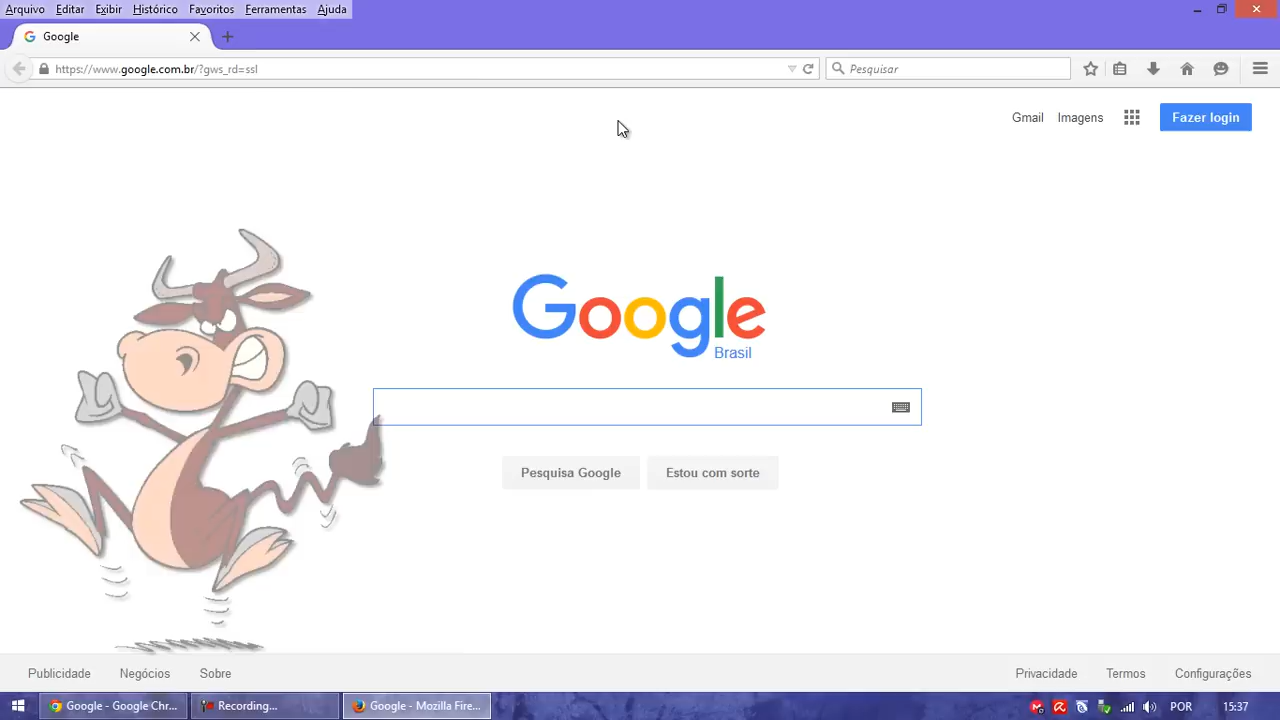 Arquivo Editar Exibir Histórico Favoritos Ferramentas Ajuda
Google
https://www.google.com.br/?gws_rd=ssl
Pesquisar
Gmail Imagens Fazer login
Google
Brasil
Pesquisa Google Estou com sorte
Publicidade Negócios Sobre Privacidade Termos Configurações
Google - Google Chr... Recording... Google - Mozilla Fire... POR 15:37